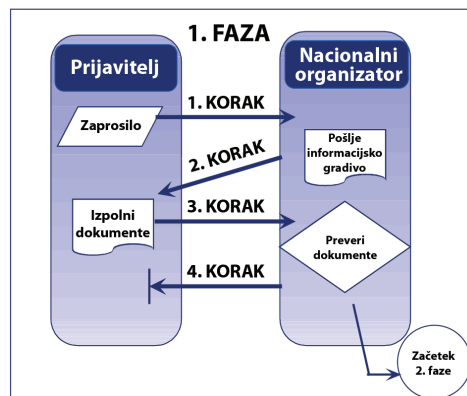 1. FAZA
Prijavitelj
Nacionalni
organizator
Zaprosilo
1. KORAK
Pošlje
informacijsko
gradivo
2. KORAK
Izpolni
dokumente
3. KORAK
Preveri
dokumente
4. KORAK
Začetek
2. faze